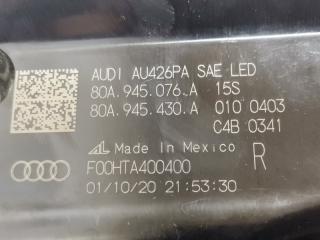 AUDI AU426PA SAE LED
80A.945.076.A 15S
80A.945.430.A 010 0403
C4B 0341
AL Made in Mexico
F00HTA400400 R
01/10/20 21:53:30